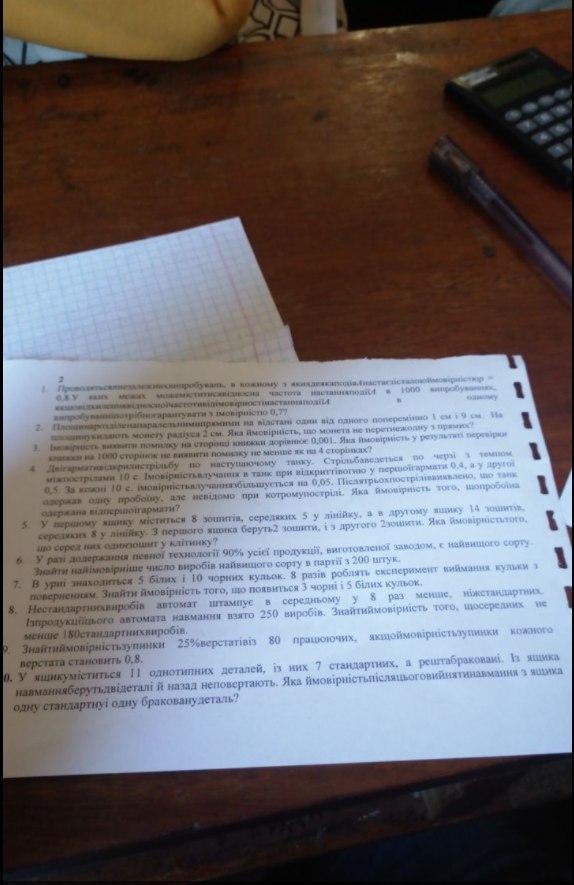 2
1. Проводятьсяnнезалежнихвипробувань, в кожному з якихдеякаподіяАнастаєзісталоюймовірністюр =
0,8.У яких межах можеміститисявідносна частота настанняподіїА в 1000 випробуваннях,
якщовідхиленнявідносноїчастотивідімовірностінастанняподіїА в одному
випробуванніпотрібногарантувати з імовірністю 0,7?
2. Площинарозділенапаралельнимипрямими на відстані один від одного поперемінно 1 см і 9 см. На
площинукидають монету радіуса 2 см. Яка ймовірність, що монета не перетнежодну з прямих?
3. Імовірність виявити помилку на сторінці книжки дорівнює 0,001. Яка ймовірність у результаті перевірки
книжки на 1000 сторінок не виявити помилку не менше як на 4 сторінках?
4. Двігармативідкрилистрільбу по наступаючому танку. Стрільбаведеться по черзі з темпом
міжпострілами 10 с. Імовірністьвлучання в танк при відкриттівогню у першоїгармати 0,4, а у другої
0,5. За кожні 10 с. імовірністьвлучаннязбільшується на 0,05. Післятрьохпостріліввиявлено, що танк
одержав одну пробоїну, але невідомо при котромупострілі. Яка ймовірність того, щопробоїна
одержана відпершоїгармати?
5. У першому ящику міститься 8 зошитів, середяких 5 у лінійку, а в другому ящику 14 зошитів,
середяких 8 у лінійку. З першого ящика беруть2 зошити, і з другого 2зошити. Яка ймовірністьтого,
що серед них одинзошит у клітинку?
6. У разі додержання певної технології 90% усієї продукції, виготовленої заводом, є найвищого сорту.
Знайти найімовірніше число виробів найвищого сорту в партії з 200 штук.
7. В урні знаходиться 5 білих і 10 чорних кульок. 8 разів роблять експеримент виймання кульки з
поверненням. Знайти ймовірність того, що появиться 3 чорні і 5 білих кульок.
8. Нестандартнихвиробів автомат штампує в середньому у 8 раз менше, ніжстандартних.
Ізпродукціїцього автомата навмання взято 250 виробів. Знайтиймовірність того, щосередних не
менше 180стандартнихвиробів.
9. Знайтиймовірністьзупинки 25%верстатівіз 80 працюючих, якщоймовірністьзупинки кожного
верстата становить 0,8.
0. У ящикуміститься 11 однотипних деталей, із них 7 стандартних, а рештабраковані. Із ящика
навманняберутьдвідеталі й назад неповертають. Яка ймовірністьпісляцьоговийнятинавмання з ящика
одну стандартнуі одну бракованудеталь?